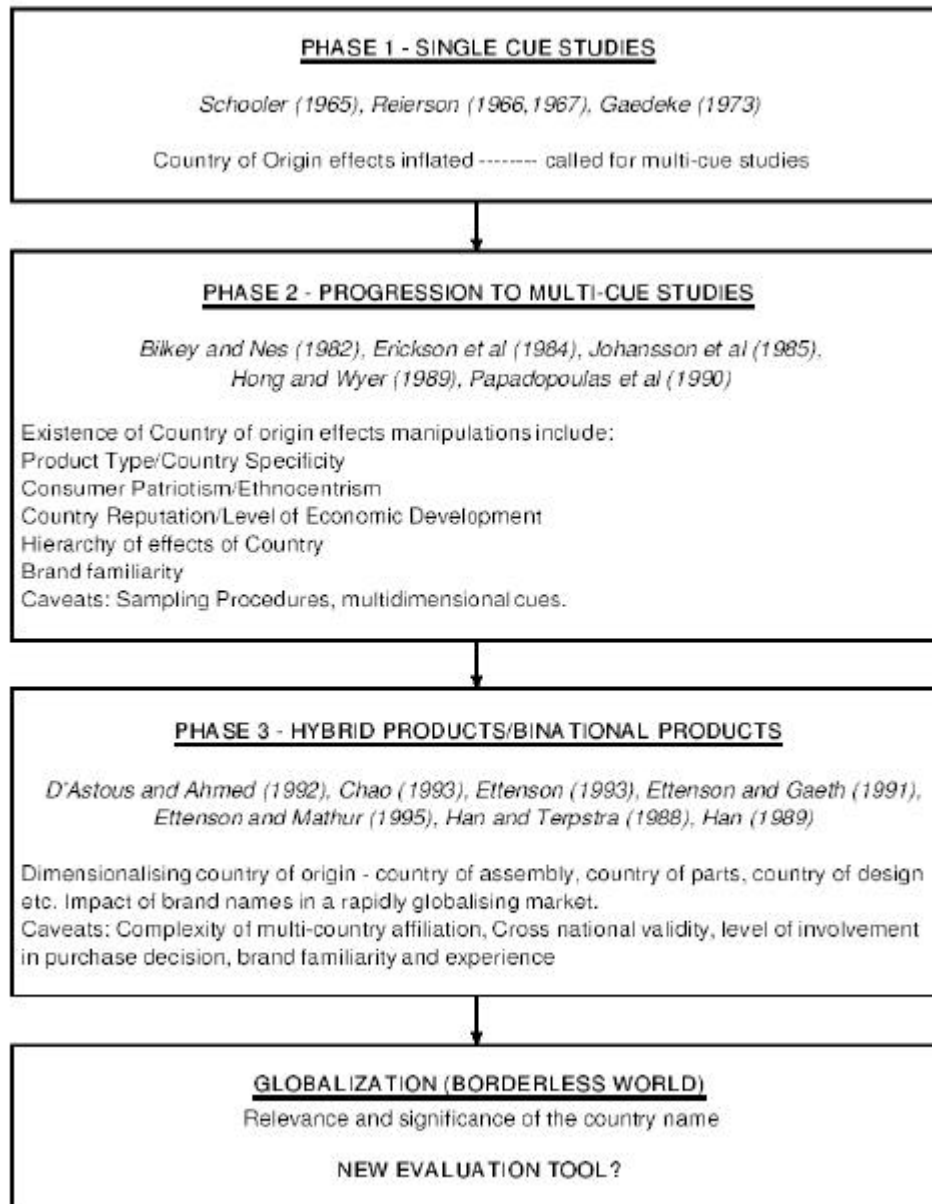 PHASE 1 - SINGLE CUE STUDIES
Schooler (1965), Reierson (1966,1967), Gaedeke (1973)
Country of Origin effects inflated -------- called for multi-cue studies
PHASE 2 - PROGRESSION TO MULTI-CUE STUDIES
Bilkey and Nes (1982), Erickson et al (1984), Johansson et al (1985),
Hong and Wyer (1989), Papadopoulas et al (1990)
Existence of Country of origin effects manipulations include:
Product Type/Country Specificity
Consumer Patriotism/Ethnocentrism
Country Reputation/Level of Economic Development
Hierarchy of effects of Country
Brand familiarity
Caveats: Sampling Procedures, multidimensional cues.
PHASE 3 - HYBRID PRODUCTS/BINATIONAL PRODUCTS
D'Astous and Ahmed (1992), Chao (1993), Ettenson (1993), Ettenson and Gaeth (1991),
Ettenson and Mathur (1995), Han and Terpstra (1988), Han (1989)
Dimensionalising country of origin - country of assembly, country of parts, country of design
etc. Impact of brand names in a rapidly globalising market.
Caveats: Complexity of multi-country affiliation, Cross national validity, level of involvement
in purchase decision, brand familiarity and experience
GLOBALIZATION (BORDERLESS WORLD)
Relevance and significance of the country name
NEW EVALUATION TOOL?